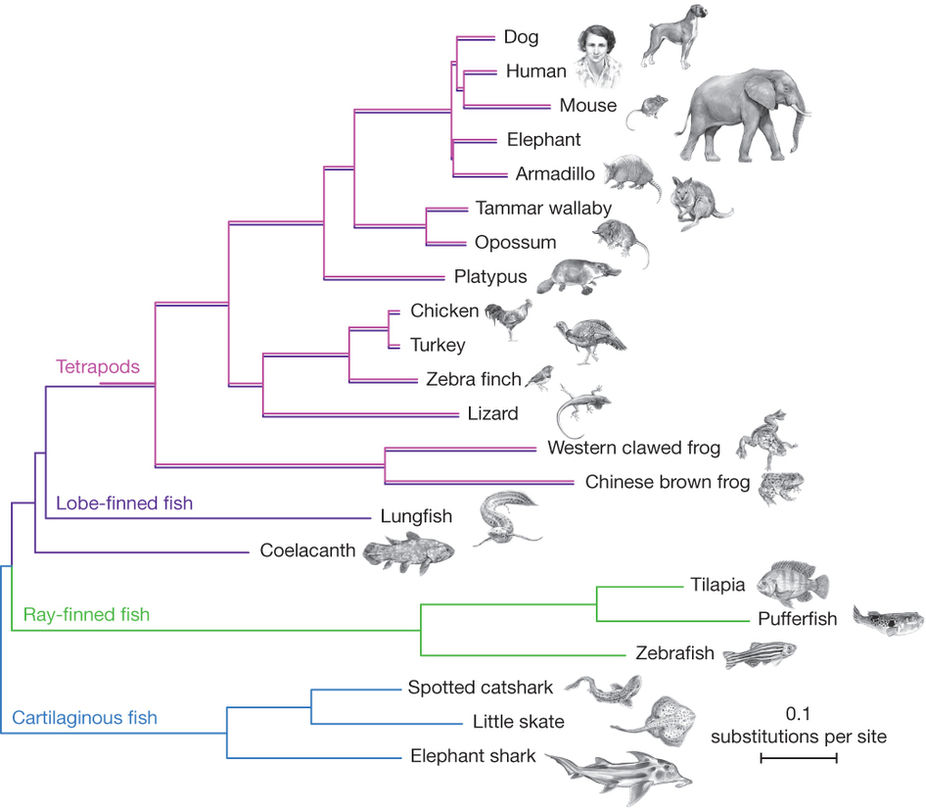 Dog
Human
Mouse
Elephant
Armadillo
Tammar wallaby
Opossum
Platypus
Chicken
Turkey
Zebra finch
Tetrapods
Lizard
Western clawed frog
Chinese brown frog
Lobe-finned fish
Lungfish
Coelacanth
Tilapia
Ray-finned fish
Pufferfish
Zebrafish
Spotted catshark
Cartilaginous fish
Little skate
0.1
substitutions per site
Elephant shark